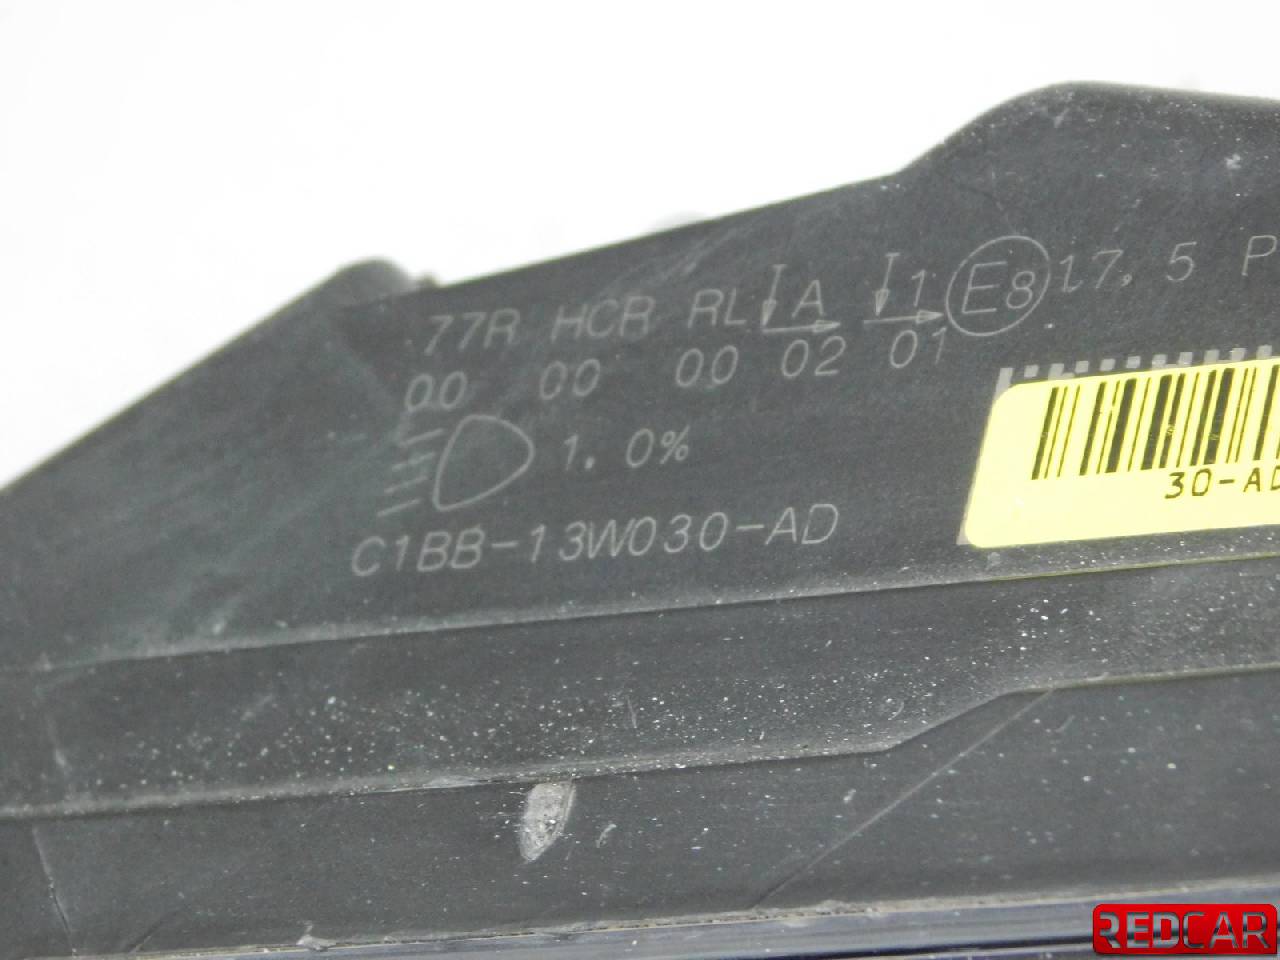 77R HCR RL A 1 E8 17.5 P
00 00 00 02 01
1.0%
C1BB-13W030-AD
30-AD
REDCAR